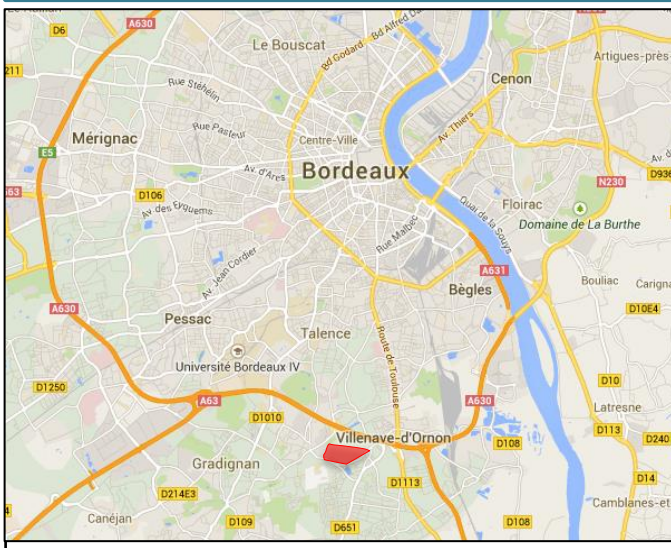 A630
Le Bouscat
D6
Bd Godard
Bd Alfred
Artigues-près-
211
Rue Stéhélin
Cenon
Mérignac
Rue Pasteur
Centre-Ville
Av. Thiers
E5
Bordeaux
Av. d'Arès
D936
N230
63
D106
Av. des Eyquems
Floirac
Quai de la Souys
Domaine de La Burthe
Rue Malbec
Av. Jean Cordier
A631
Bouliac
Carigna
A630
Bègles
D10E4
Pessac
Talence
Route de Toulouse
Université Bordeaux IV
D1250
A63
A630
D10
D1010
Latresne
Villenave-d'Ornon
D113
D108
D240
Gradignan
D1113
D14
D214E3
Canéjan
D109
D651
D108
Camblanes-et